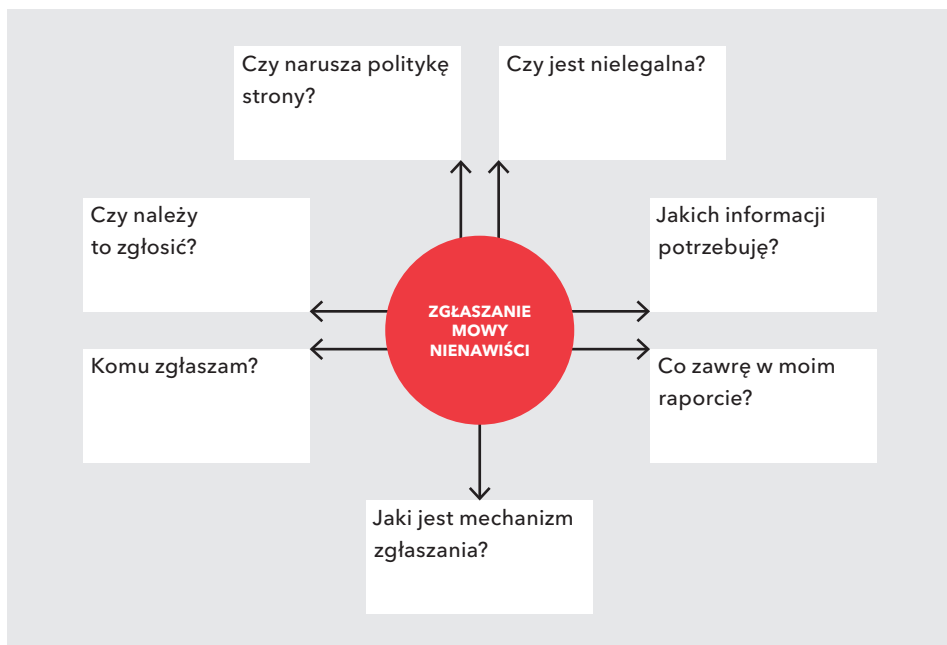 Czy narusza politykę
strony?
Czy jest nielegalna?
Czy należy
to zgłosić?
Jakich informacji
potrzebuję?
ZGŁASZANIE
MOWY
NIENAWIŚCI
Komu zgłaszam?
Co zawrę w moim
raporcie?
Jaki jest mechanizm
zgłaszania?